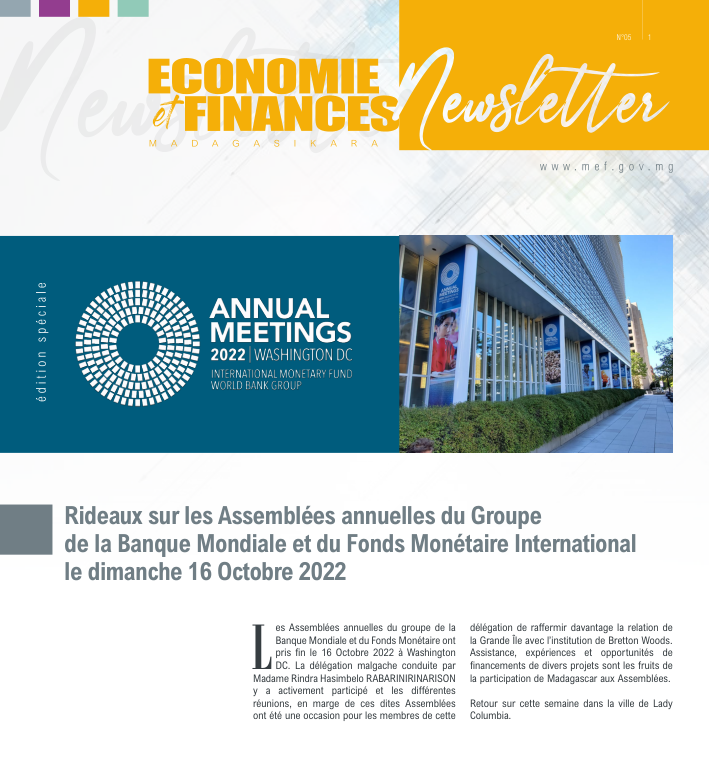 N°05 1
ECONOMIE
et FINANCES
MADAGASIKARA
Newsletter
www.mef.gov.mg
édition spéciale
ANNUAL
MEETINGS
2022 | WASHINGTON DC
INTERNATIONAL MONETARY FUND
WORLD BANK GROUP
Rideaux sur les Assemblées annuelles du Groupe
de la Banque Mondiale et du Fonds Monétaire International
le dimanche 16 Octobre 2022
Les Assemblées annuelles du groupe de la
Banque Mondiale et du Fonds Monétaire ont
pris fin le 16 Octobre 2022 à Washington
DC. La délégation malgache conduite par
Madame Rindra Hasimbelo RABARINIRINARISON
y a activement participé et les différentes
réunions, en marge de ces dites Assemblées
ont été une occasion pour les membres de cette
délégation de raffermir davantage la relation de
la Grande Île avec l'institution de Bretton Woods.
Assistance, expériences et opportunités de
financements de divers projets sont les fruits de
la participation de Madagascar aux Assemblées.
Retour sur cette semaine dans la ville de Lady
Columbia.